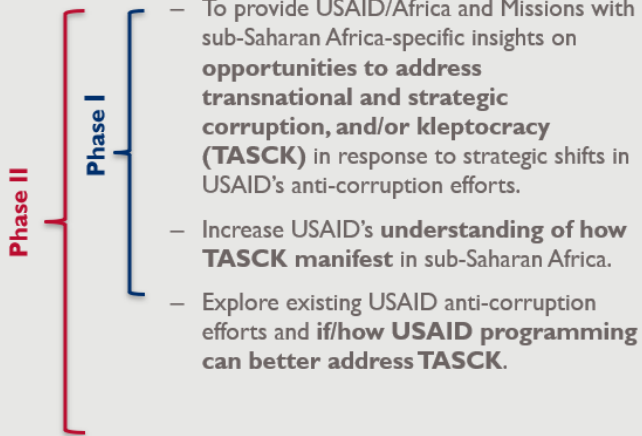 Phase II
Phase I
– To provide USAID/Africa and Missions with
sub-Saharan Africa-specific insights on
opportunities to address
transnational and strategic
corruption, and/or kleptocracy
(TASCK) in response to strategic shifts in
USAID’s anti-corruption efforts.
– Increase USAID’s understanding of how
TASCK manifest in sub-Saharan Africa.
– Explore existing USAID anti-corruption
efforts and if/how USAID programming
can better address TASCK.